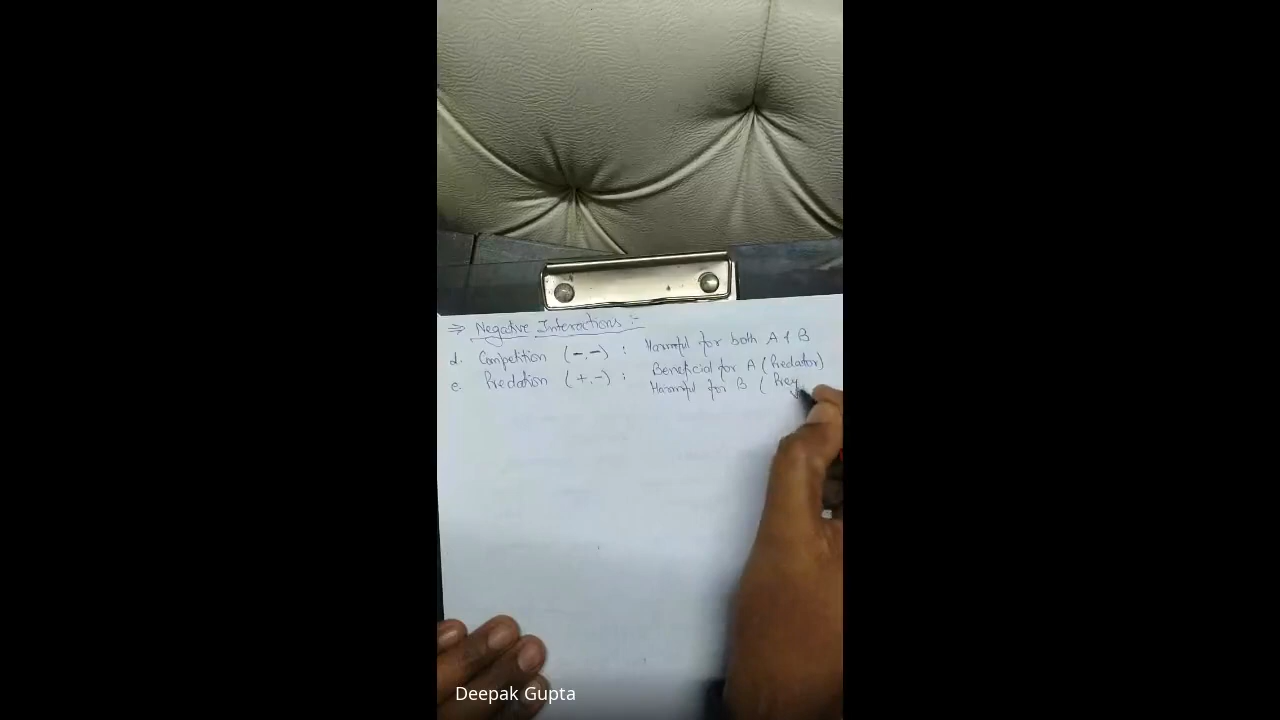 ⇒ Negative Interactions :-
d. Competition (-,-) : Harmful for both A & B
e. Predation (+,-) : Beneficial for A (Predator)
Harmful for B (Prey
Deepak Gupta